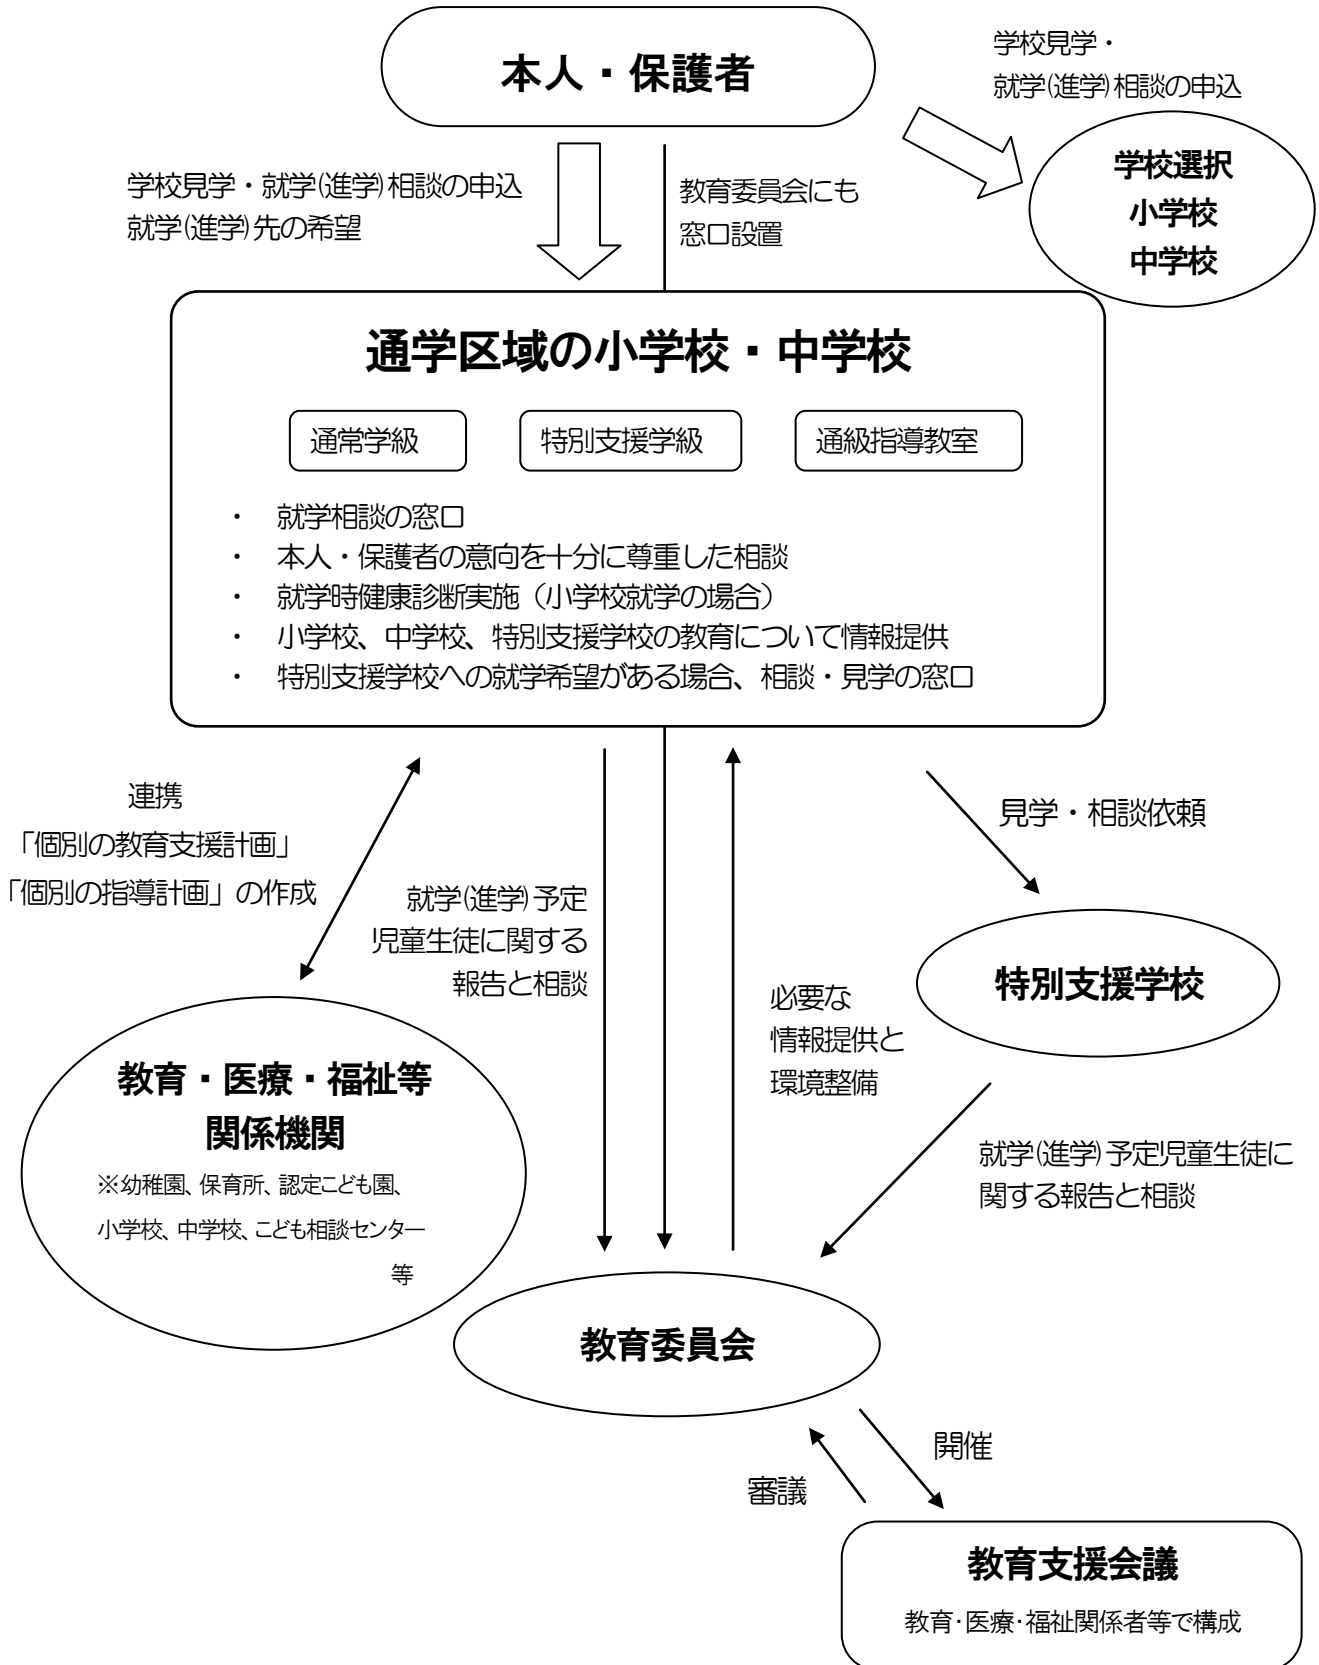 本人・保護者
学校見学・
就学(進学)相談の申込
学校選択
小学校
中学校
学校見学・就学(進学)相談の申込
就学(進学)先の希望
教育委員会にも
窓口設置
通学区域の小学校・中学校
通常学級
特別支援学級
通級指導教室
・ 就学相談の窓口
・ 本人・保護者の意向を十分に尊重した相談
・ 就学時健康診断実施（小学校就学の場合）
・ 小学校、中学校、特別支援学校の教育について情報提供
・ 特別支援学校への就学希望がある場合、相談・見学の窓口
連携
「個別の教育支援計画」
「個別の指導計画」の作成
就学(進学)予定
児童生徒に関する
報告と相談
必要な
情報提供と
環境整備
見学・相談依頼
特別支援学校
就学(進学)予定児童生徒に
関する報告と相談
教育・医療・福祉等
関係機関
※幼稚園、保育所、認定こども園、
小学校、中学校、こども相談センター
等
教育委員会
開催
審議
教育支援会議
教育・医療・福祉関係者等で構成